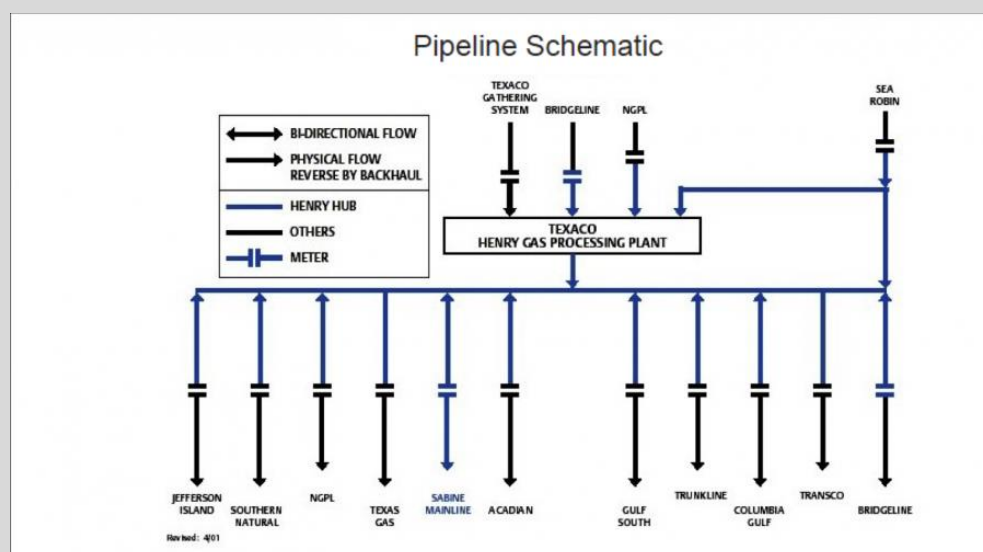 Pipeline Schematic
TEXACO
GATHERING
SYSTEM
BRIDGELINE
NGPL
SEA
ROBIN
BI-DIRECTIONAL FLOW
PHYSICAL FLOW
REVERSE BY BACKHAUL
HENRY HUB
OTHERS
METER
TEXACO
HENRY GAS PROCESSING PLANT
JEFFERSON
ISLAND
SOUTHERN
NATURAL
NGPL
TEXAS
GAS
SABINE
MAINLINE
ACADIAN
GULF
SOUTH
TRUNKLINE
COLUMBIA
GULF
TRANSCO
BRIDGELINE
Revised: 4/01